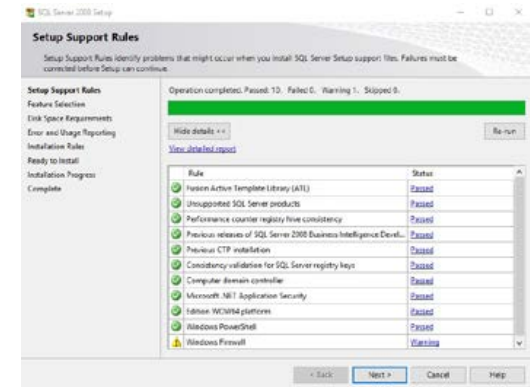 SQL Server 2008 Setup
Setup Support Rules
Setup Support Rules identify problems that might occur when you install SQL Server Setup support files. Failures must be
corrected before Setup can continue.
Setup Support Rules
Feature Selection
Disk Space Requirements
Error and Usage Reporting
Installation Rules
Ready to Install
Installation Progress
Complete
Operation completed. Passed: 10. Failed 0. Warning 1. Skipped 0.
Hide details <<
Re-run
View detailed report
Rule Status
Fusion Active Template Library (ATL) Passed
Unsupported SQL Server products Passed
Performance counter registry hive consistency Passed
Previous releases of SQL Server 2008 Business Intelligence Devel... Passed
Previous CTP installation Passed
Consistency validation for SQL Server registry keys Passed
Computer domain controller Passed
Microsoft .NET Application Security Passed
Edition WOW64 platform Passed
Windows PowerShell Passed
Windows Firewall Warning
< Back
Next >
Cancel
Help